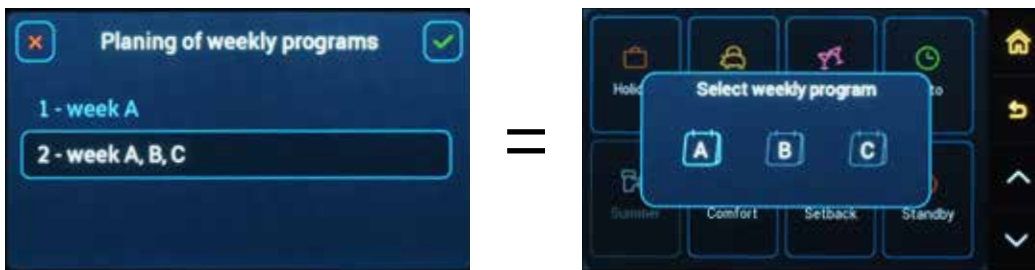 Planing of weekly programs
1 - week A
2 - week A, B, C
=
Select weekly program
A B C
Comfort Setback Standby